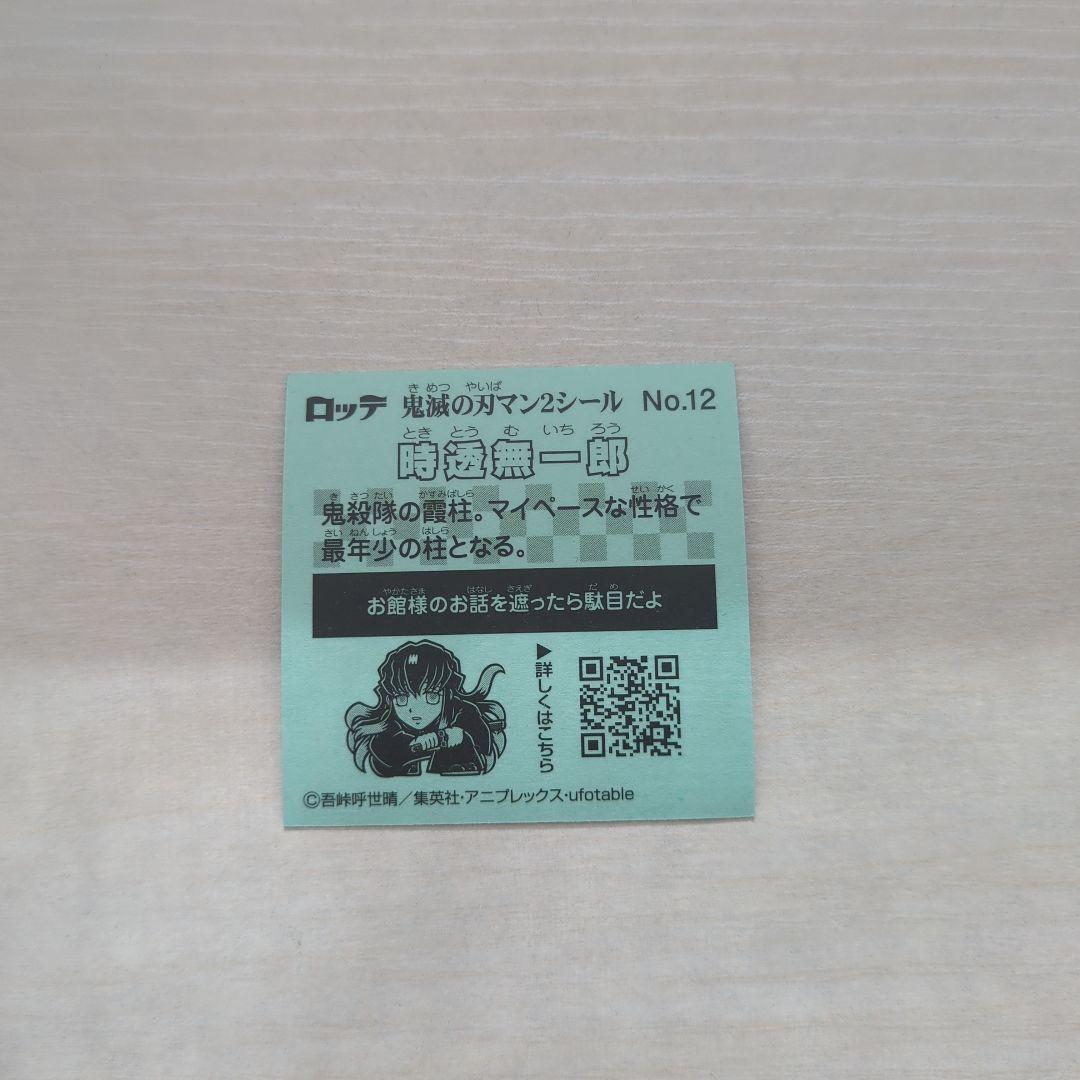 ロッテ 鬼滅の刃マン2シール No.12
きめつ やいば
ときとうむいちろう
時透無一郎
きさつたい かすみばしら せいかく
鬼殺隊の霞柱。マイペースな性格で
さいねんしょう はしら
最年少の柱となる。
やかたさま はなし さえぎ だめ
お館様のお話を遮ったら駄目だよ
▶詳しくはこちら
©吾峠呼世晴／集英社・アニプレックス・ufotable